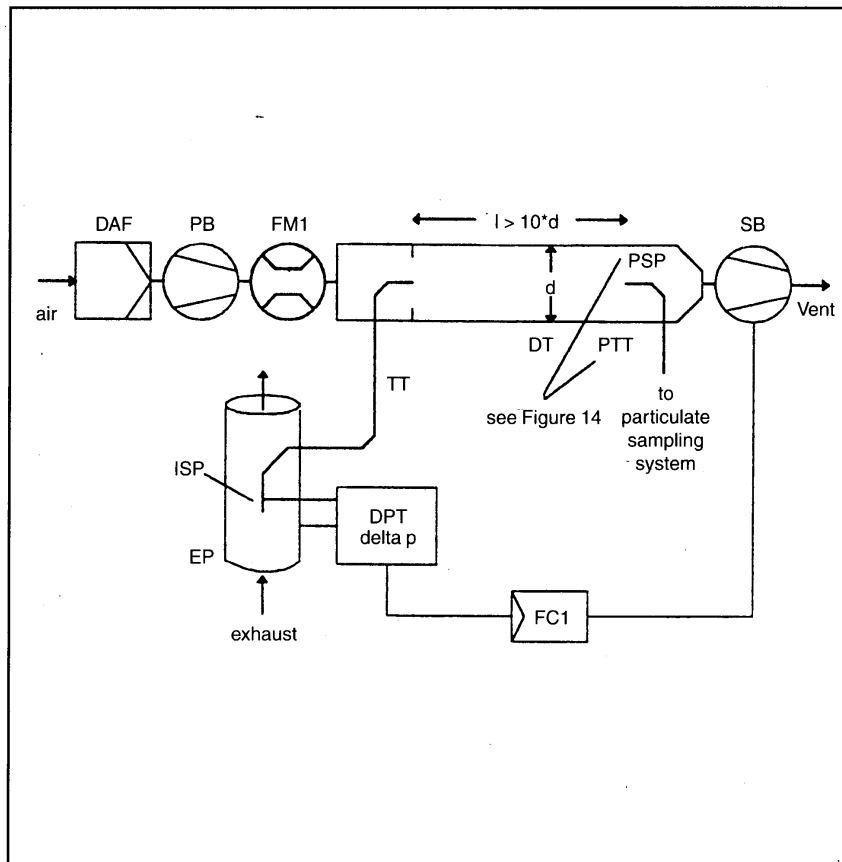 l > 10*d
DAF
PB
FM1
SB
PSP
d
air
Vent
DT
PTT
TT
to
particulate
sampling
system
see Figure 14
ISP
DPT
delta p
EP
FC1
exhaust